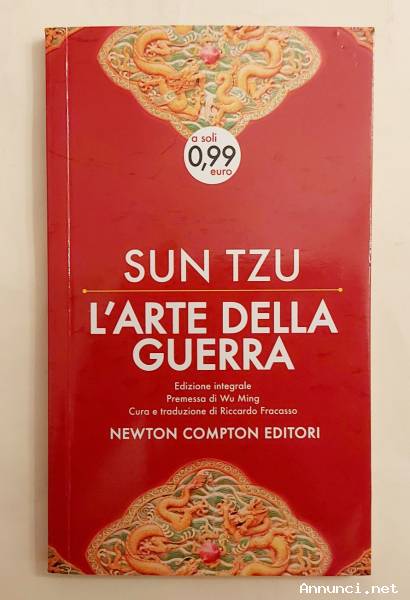 a soli
0,99
euro
SUN TZU
L'ARTE DELLA
GUERRA
Edizione integrale
Premessa di Wu Ming
Cura e traduzione di Riccardo Fracasso
NEWTON COMPTON EDITORI
Annunci.net